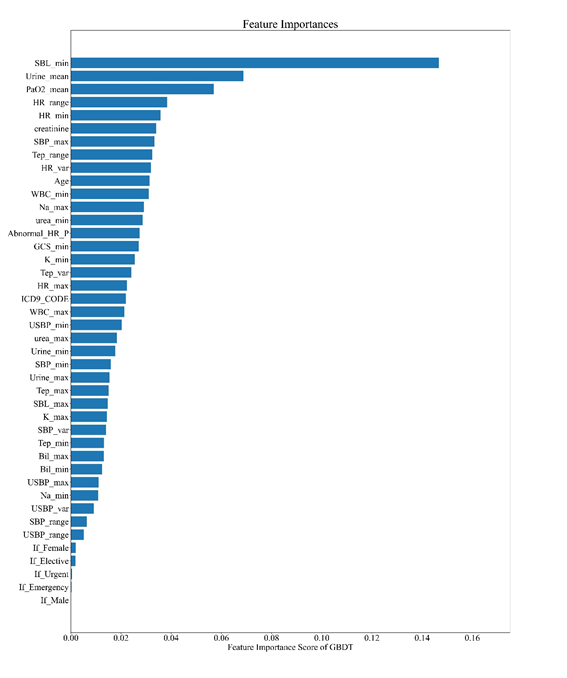 Feature Importances
SBL_min
Urine_mean
PaO2_mean
HR_range
HR_min
creatinine
SBP_max
Tep_range
HR_var
Age
WBC_min
Na_max
urea_min
Abnormal_HR_P
GCS_min
K_min
Tep_var
HR_max
ICD9_CODE
WBC_max
USBP_min
urea_max
Urine_min
SBP_min
Urine_max
Tep_max
SBL_max
K_max
SBP_var
Tep_min
Bil_max
Bil_min
USBP_max
Na_min
USBP_var
SBP_range
USBP_range
If_Female
If_Elective
If_Urgent
If_Emergency
If_Male
0.00 0.02 0.04 0.06 0.08 0.10 0.12 0.14 0.16
Feature Importance Score of GBDT